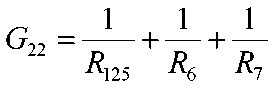 G₂₂ = 1/R₁₂₅ + 1/R₆ + 1/R₇